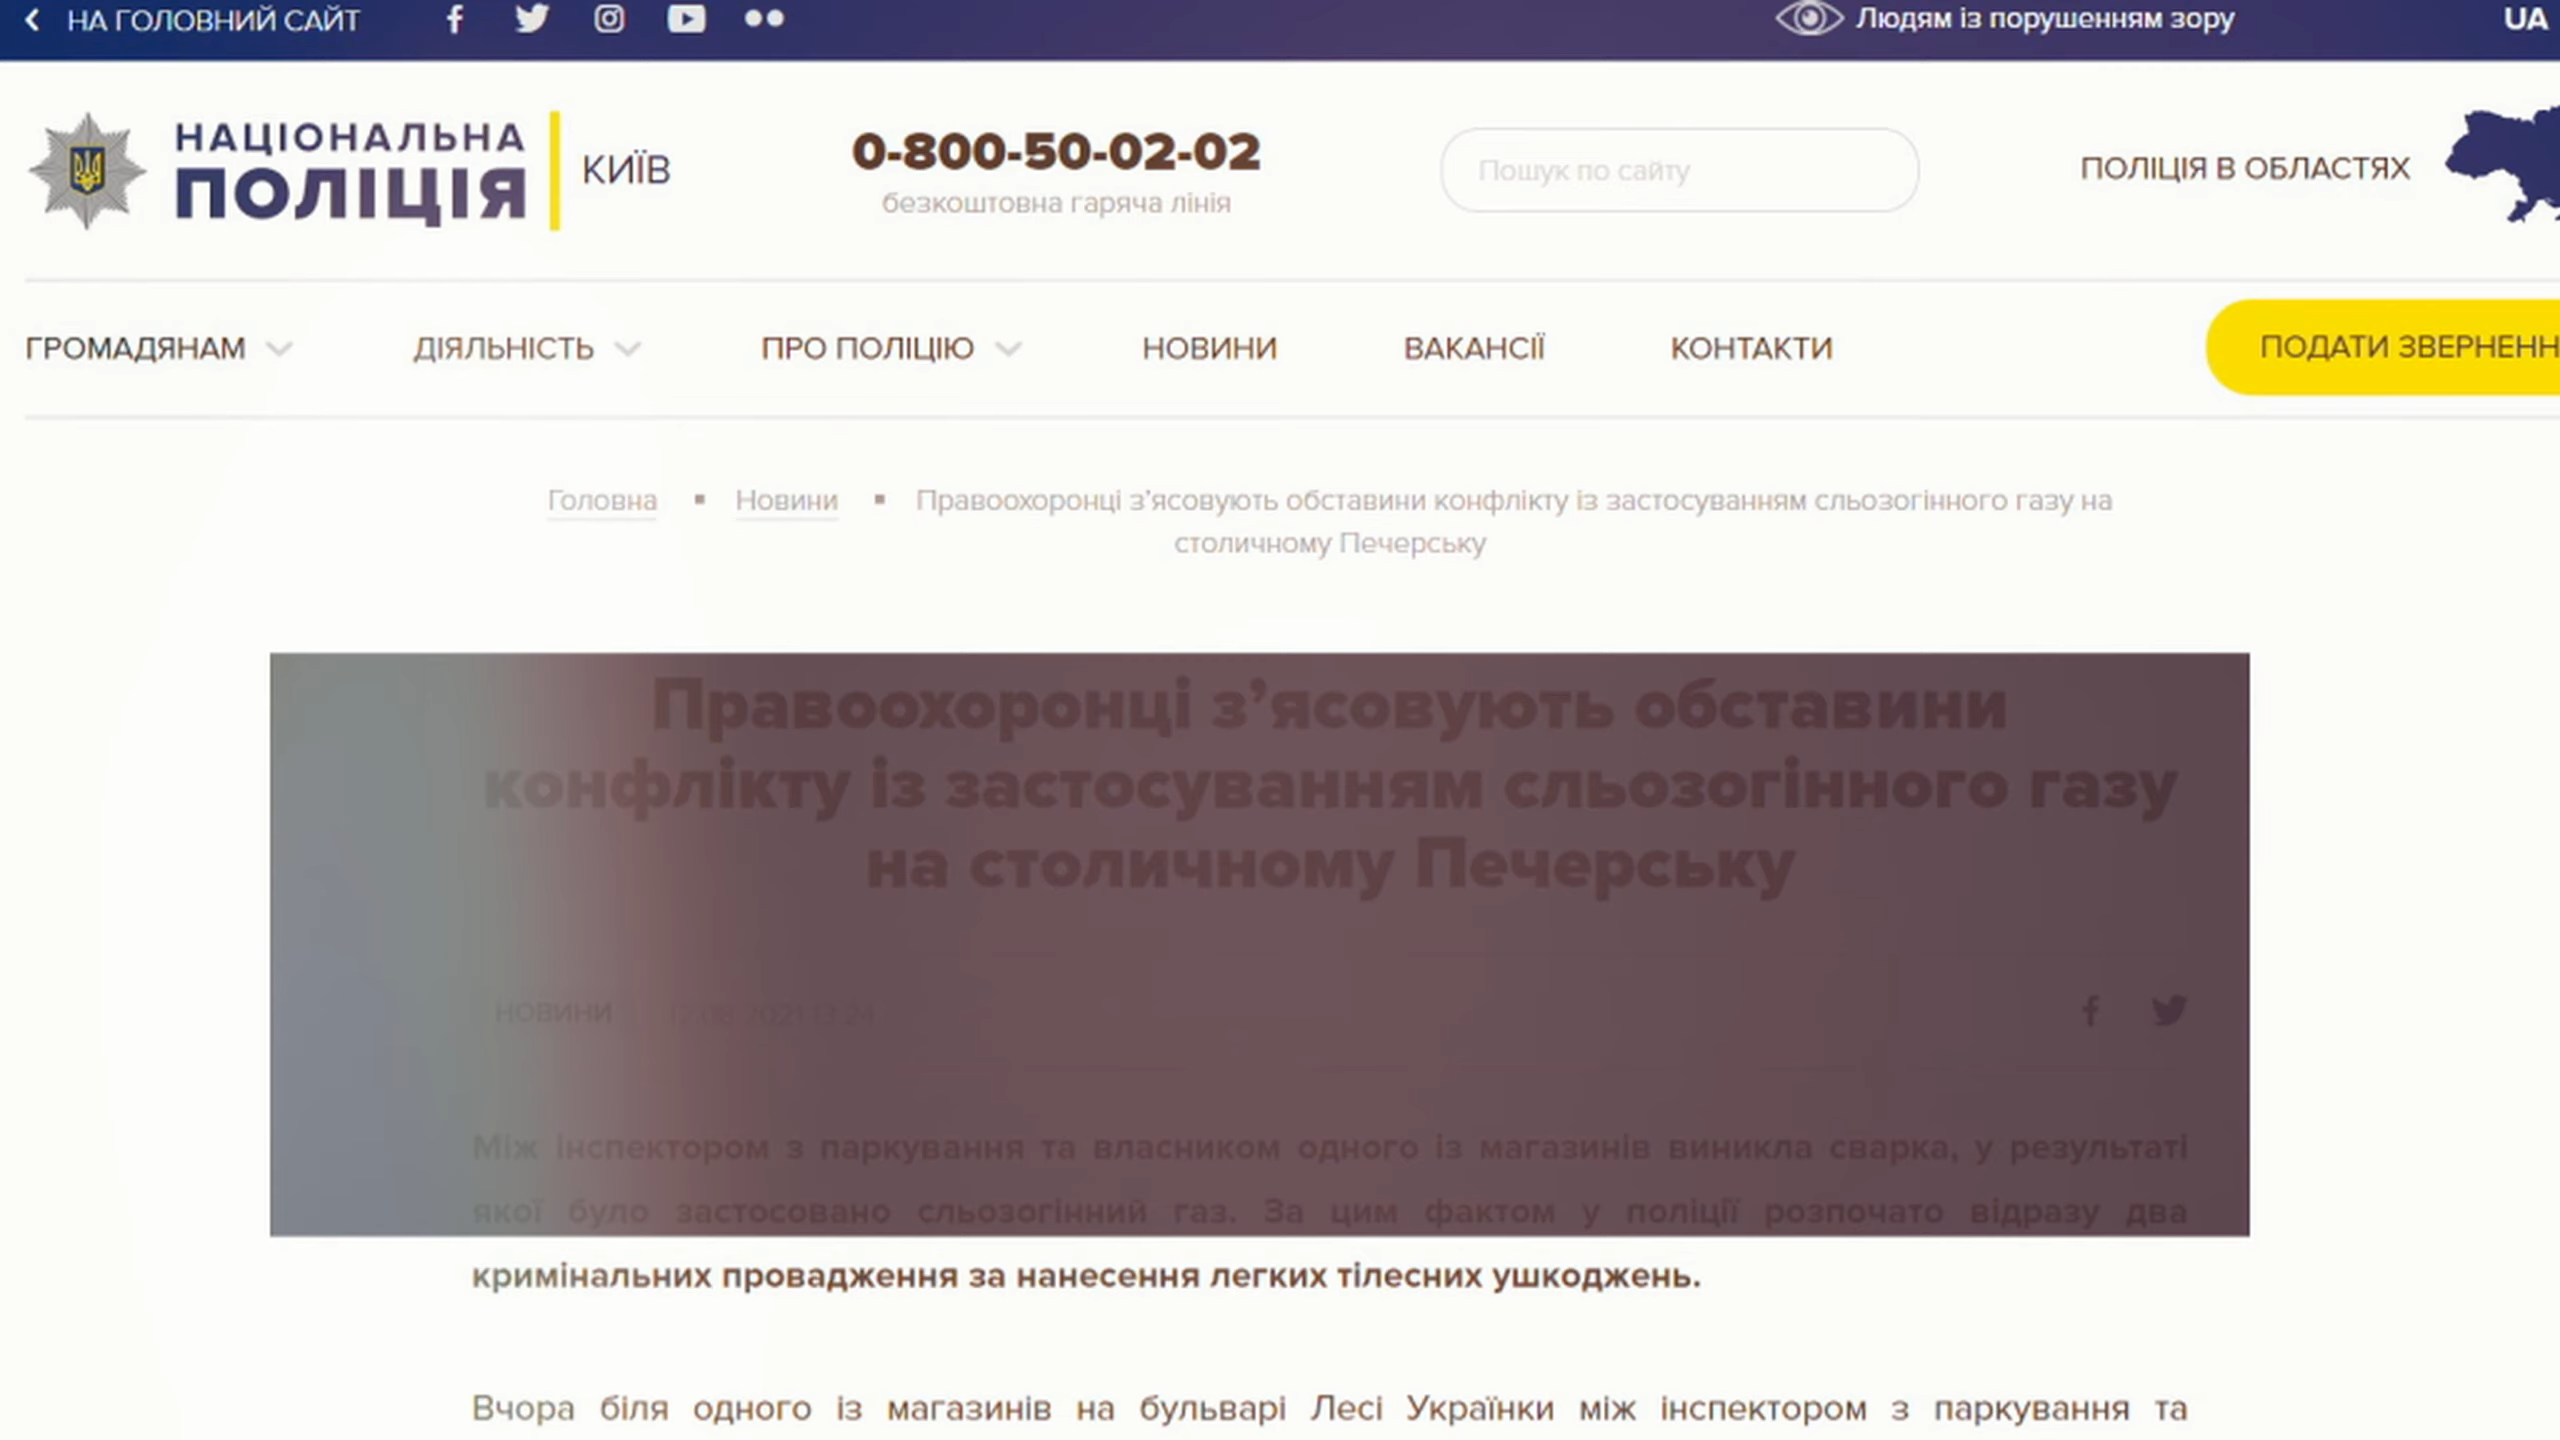 НА ГОЛОВНИЙ САЙТ
Людям із порушенням зору
UA
НАЦІОНАЛЬНА
ПОЛІЦІЯ
КИЇВ
0-800-50-02-02
безкоштовна гаряча лінія
Пошук по сайту
ПОЛІЦІЯ В ОБЛАСТЯХ
ГРОМАДЯНАМ
ДІЯЛЬНІСТЬ
ПРО ПОЛІЦІЮ
НОВИНИ
ВАКАНСІЇ
КОНТАКТИ
ПОДАТИ ЗВЕРНЕНН
Головна ▪ Новини ▪ Правоохоронці з’ясовують обставини конфлікту із застосуванням сльозогінного газу на
столичному Печерську
Правоохоронці з’ясовують обставини
конфлікту із застосуванням сльозогінного газу
на столичному Печерську
НОВИНИ
Між інспектором з паркування та власником одного із магазинів виникла сварка, у результаті
якої було застосовано сльозогінний газ. За цим фактом у поліції розпочато відразу два
кримінальних провадження за нанесення легких тілесних ушкоджень.
Вчора біля одного із магазинів на бульварі Лесі Українки між інспектором з паркування та